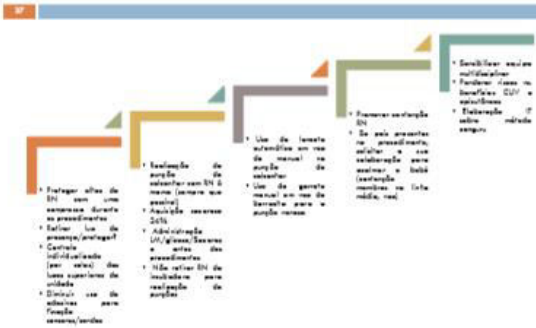 37
• Proteger olhos do
RN com uma
compressa durante
os procedimentos
• Retirar luz de
presença/proteger?
• Controlo
individualizado
(por salas) das
luzes superiores da
unidade
• Diminuir uso de
adesivos para
fixação
sensores/sondas
• Realização de
punção de
calcanhar com RN à
mama (sempre que
possível)
• Aquisição sacarose
24%
• Administração
LM/glicose/Sacaros
e antes dos
procedimentos
• Não retirar RN da
incubadora para
realização de
punções
• Uso de lanceta
automática em vez
de manual na
punção de
calcanhar
• Uso de garrote
manual em vez de
borracha para a
punção venosa
• Promover contenção
RN
• Se pais presentes
no procedimento,
solicitar a sua
colaboração para
acalmar o bebé
(contenção
membros na linha
média, voz)
• Sensibilizar equipa
multidisciplinar
• Ponderar riscos vs.
benefícios CUV e
epicutâneos
• Elaboração IT
sobre método
canguru